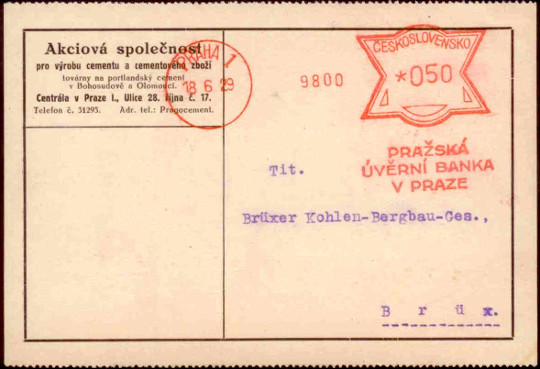 Akciová společnost
pro výrobu cementu a cementového zboží
továrny na portlandský cement
v Bohosudově a Olomouci.
Centrála v Praze I., Ulice 28. října č. 17.
Telefon č. 31295. Adr. tel.: Pragocement.
PRAHA 1
18 6 29
9800
ČESKOSLOVENSKO
*050
PRAŽSKÁ
ÚVĚRNÍ BANKA
V PRAZE
Tit.
Brüxer Kohlen-Bergbau-Ges.,
B r ü x.